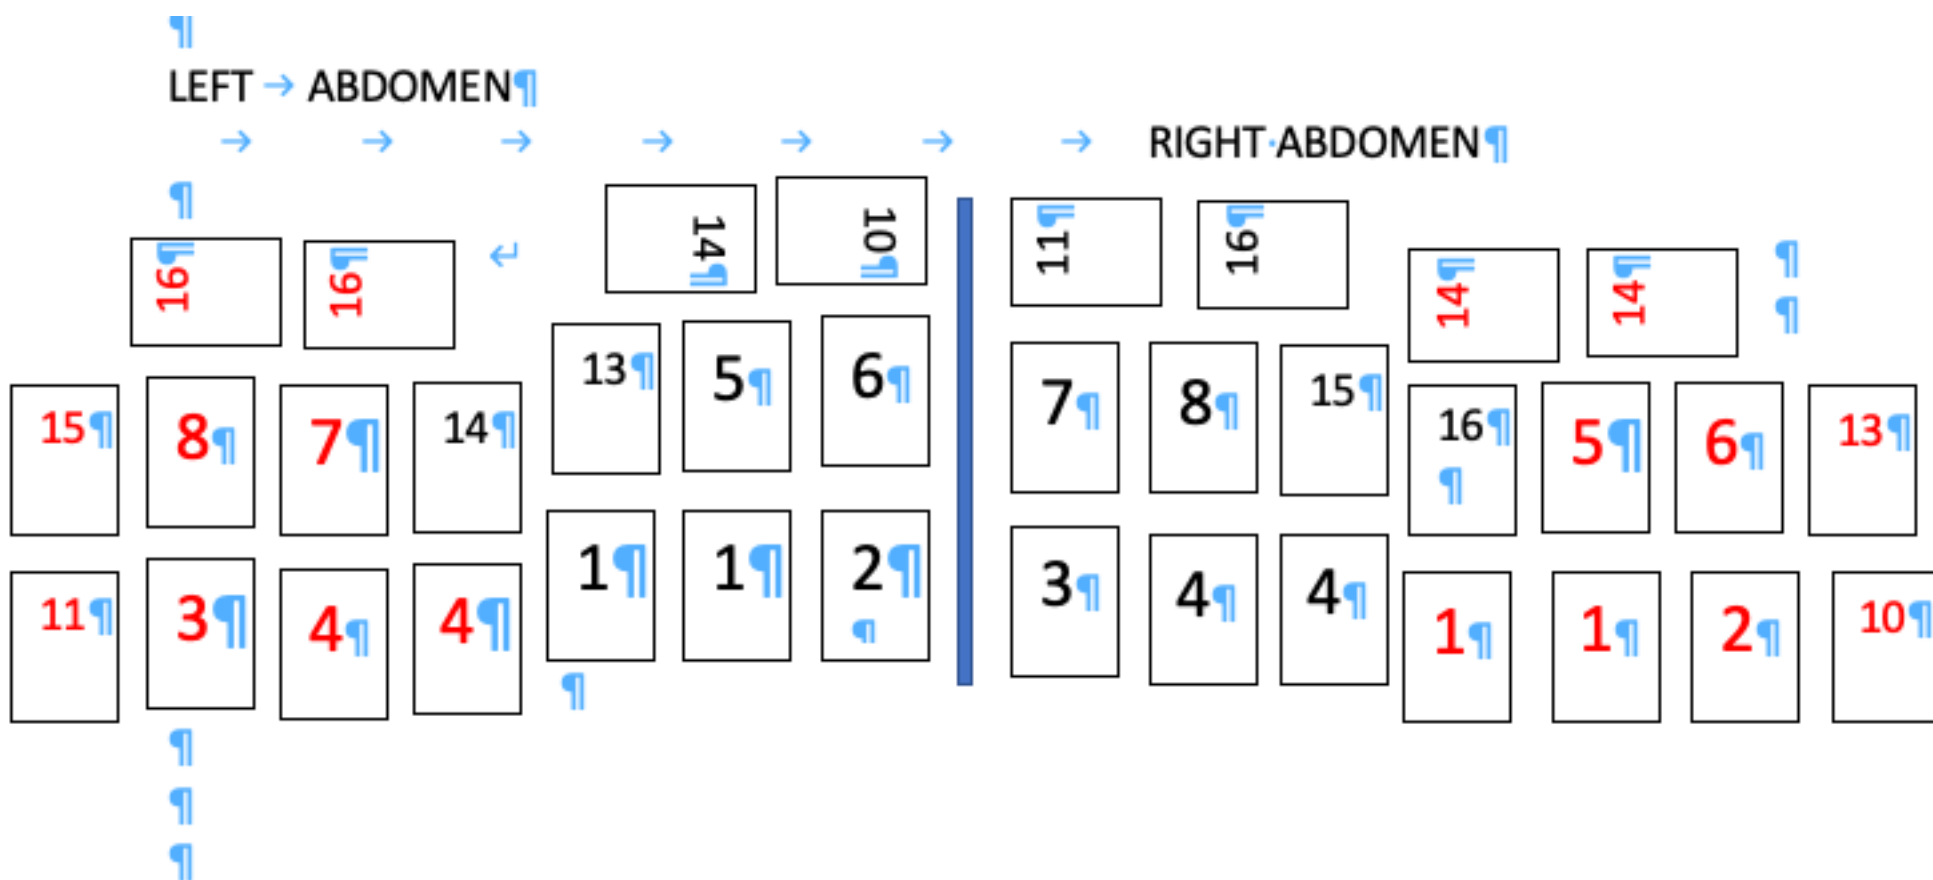 LEFT ABDOMEN
RIGHT ABDOMEN
16 16 14 10 11 16 14 14
13 5 6 7 8 15
15 8 7 14 16 5 6 13
1 1 2 3 4 4
11 3 4 4 1 1 2 10